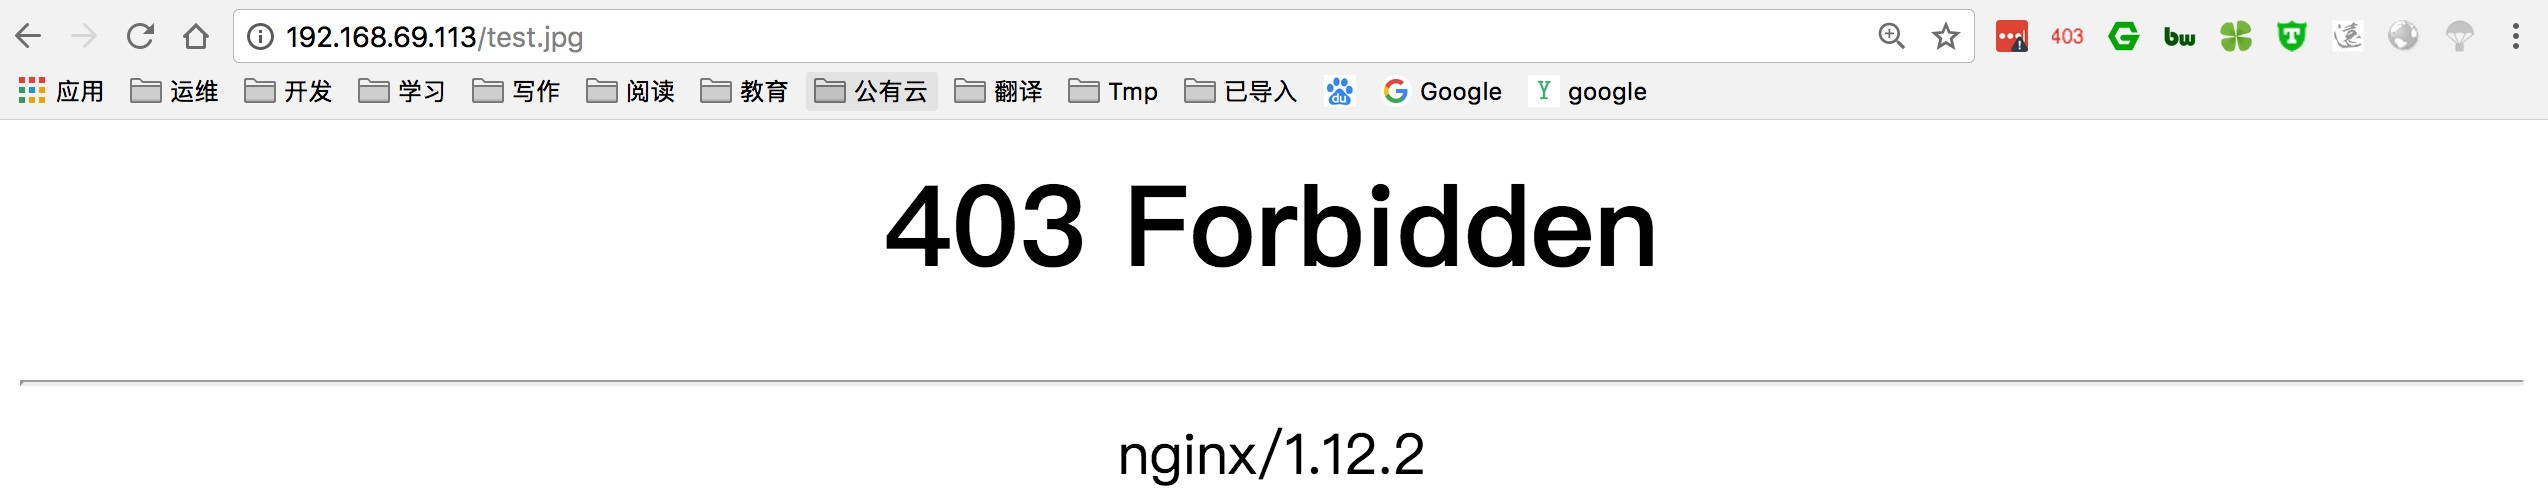 192.168.69.113/test.jpg 403 bw T
应用 运维 开发 学习 写作 阅读 教育 公有云 翻译 Tmp 已导入 du G Google Y google
403 Forbidden
nginx/1.12.2